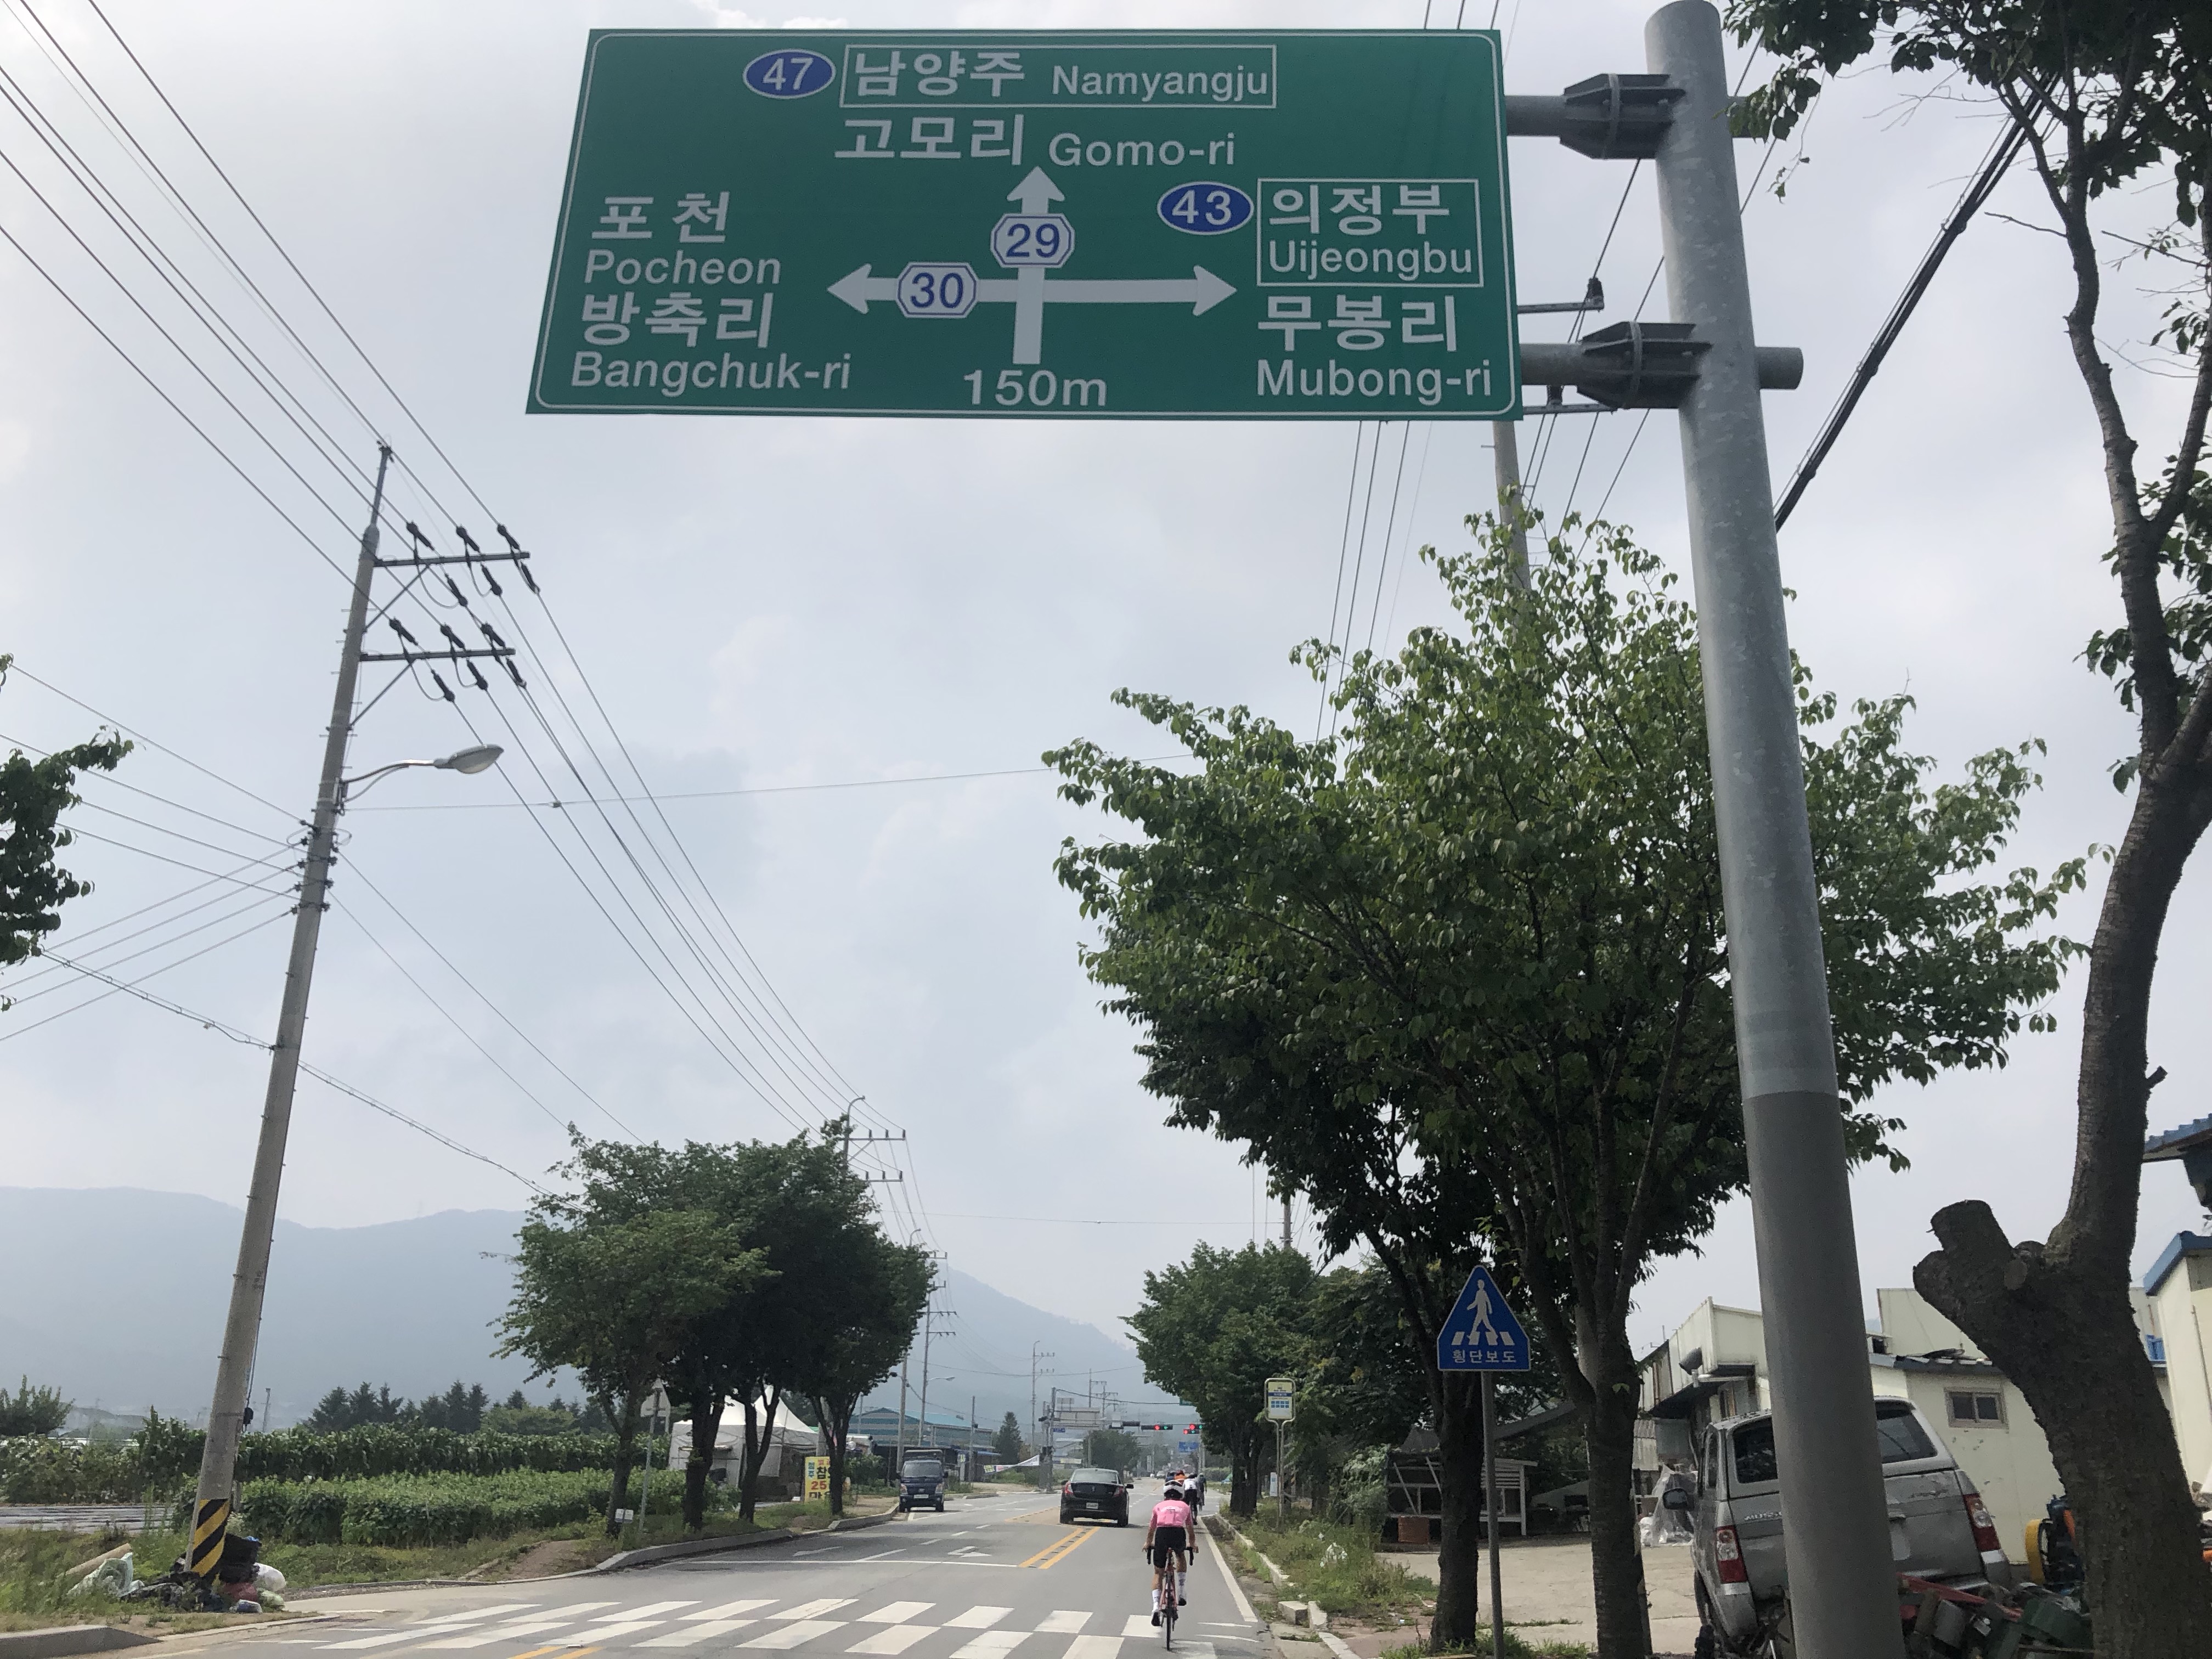 47 남양주 Namyangju
고모리 Gomo-ri
포천
Pocheon
방축리
Bangchuk-ri
30
29
150m
43 의정부
Uijeongbu
무봉리
Mubong-ri
횡단보도